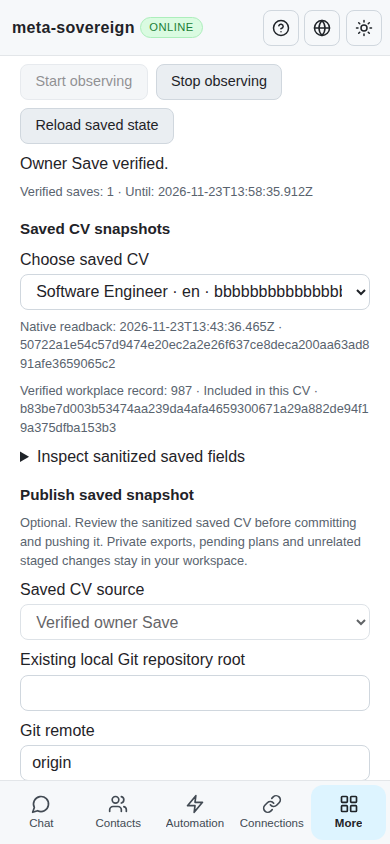 meta-sovereign ONLINE
Start observing Stop observing
Reload saved state
Owner Save verified.
Verified saves: 1 · Until: 2026-11-23T13:58:35.912Z
Saved CV snapshots
Choose saved CV
Software Engineer · en · bbbbbbbbbbbbbbb
Native readback: 2026-11-23T13:43:36.465Z ·
50722a1e54c57d9474e20ec2a2e26f637ce8deca200aa63ad8
91afe3659065c2
Verified workplace record: 987 · Included in this CV ·
b83be7d003b53474aa239da4afa4659300671a29a882de94f1
9a375dfba153b3
Inspect sanitized saved fields
Publish saved snapshot
Optional. Review the sanitized saved CV before committing
and pushing it. Private exports, pending plans and unrelated
staged changes stay in your workspace.
Saved CV source
Verified owner Save
Existing local Git repository root
Git remote
origin
Chat Contacts Automation Connections More